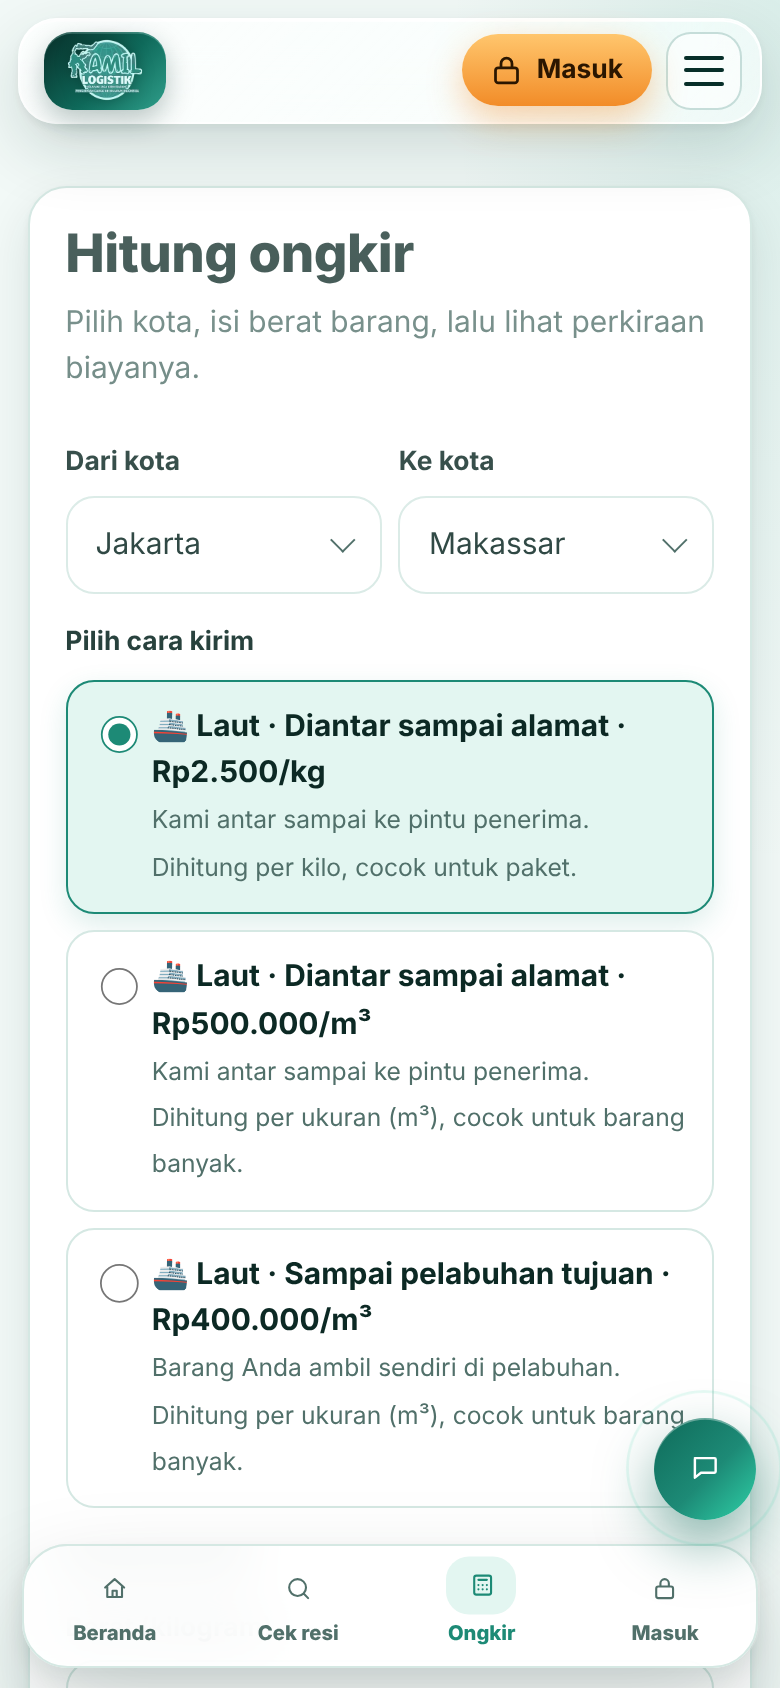 KAMIL
LOGISTIK
Masuk
Hitung ongkir
Pilih kota, isi berat barang, lalu lihat perkiraan
biayanya.
Dari kota
Ke kota
Jakarta
Makassar
Pilih cara kirim
Laut · Diantar sampai alamat ·
Rp2.500/kg
Kami antar sampai ke pintu penerima.
Dihitung per kilo, cocok untuk paket.
Laut · Diantar sampai alamat ·
Rp500.000/m³
Kami antar sampai ke pintu penerima.
Dihitung per ukuran (m³), cocok untuk barang
banyak.
Laut · Sampai pelabuhan tujuan ·
Rp400.000/m³
Barang Anda ambil sendiri di pelabuhan.
Dihitung per ukuran (m³), cocok untuk barang
banyak.
Beranda
Cek resi
Ongkir
Masuk